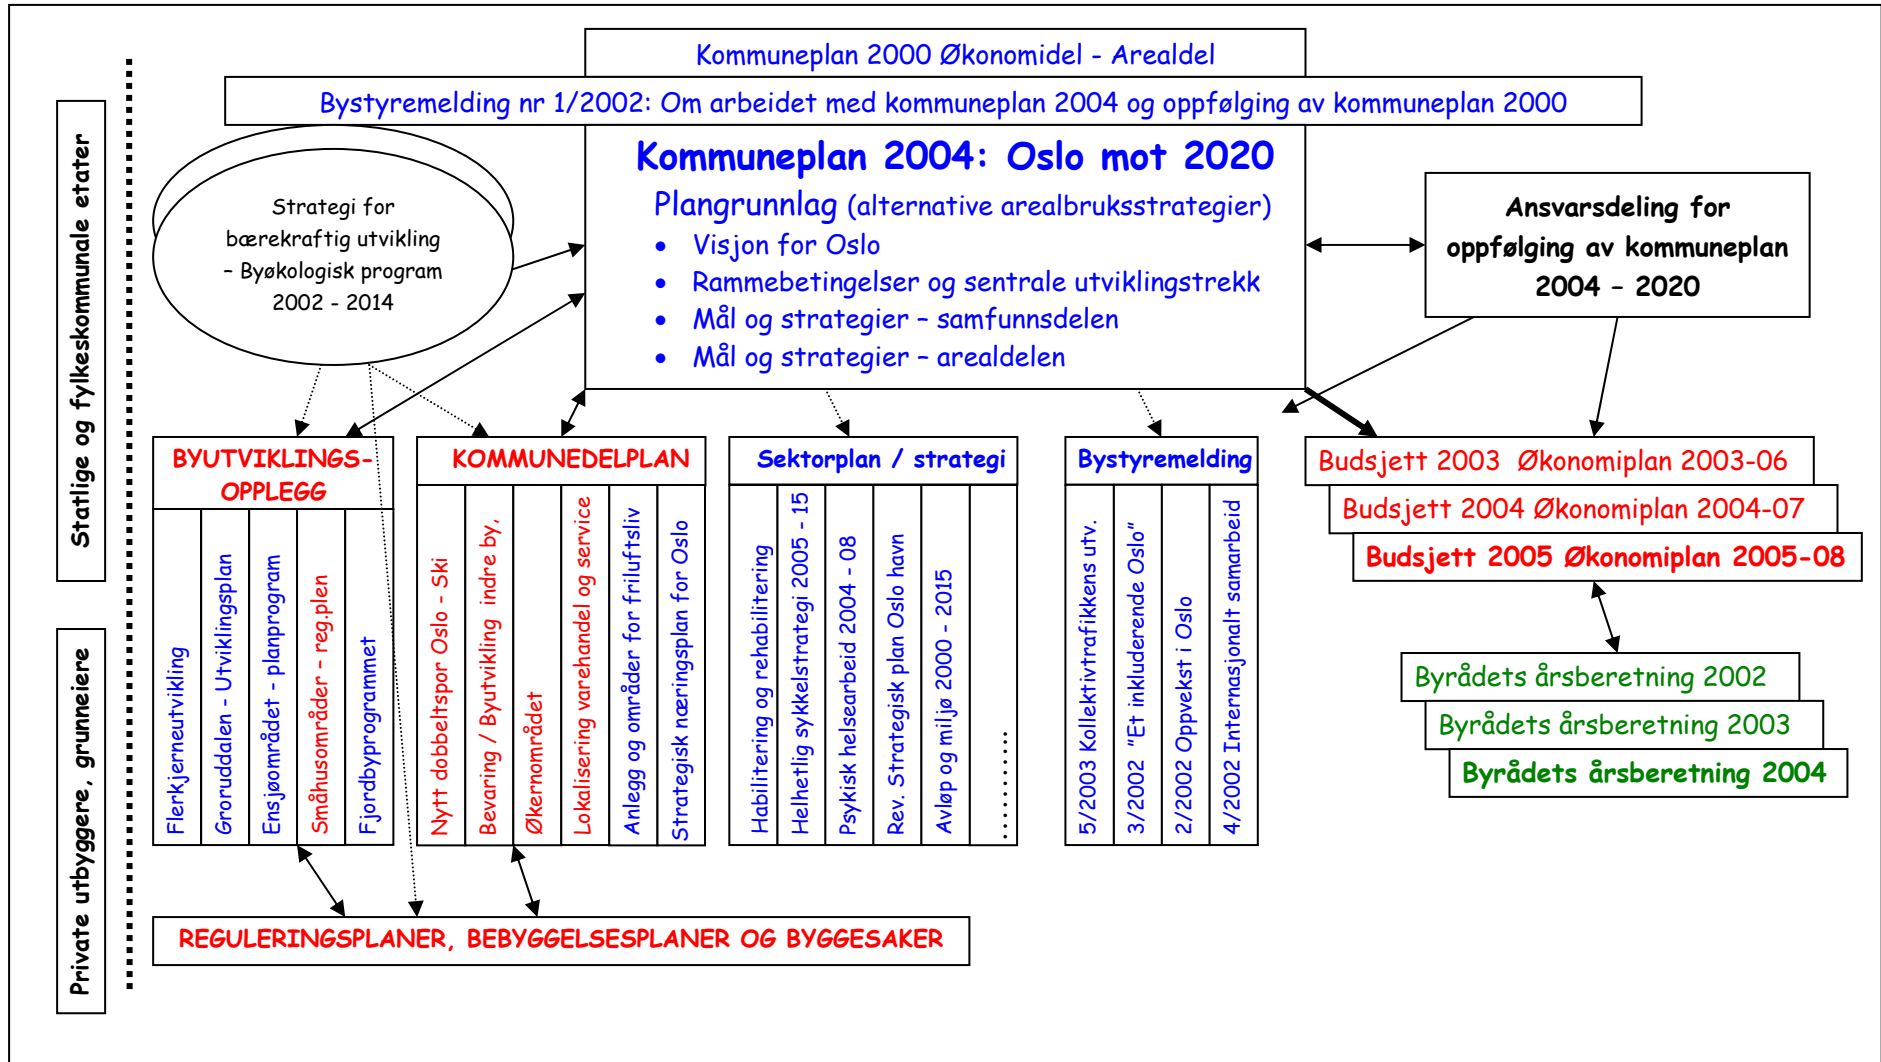 Kommuneplan 2000 Økonomidel - Arealdel
Bystyremelding nr 1/2002: Om arbeidet med kommuneplan 2004 og oppfølging av kommuneplan 2000
Kommuneplan 2004: Oslo mot 2020
Plangrunnlag (alternative arealbruksstrategier)
• Visjon for Oslo
• Rammebetingelser og sentrale utviklingstrekk
• Mål og strategier – samfunnsdelen
• Mål og strategier – arealdelen
Statlige og fylkeskommunale etater
Private utbyggere, grunneiere
Strategi for
bærekraftig utvikling
– Byøkologisk program
2002 - 2014
Ansvarsdeling for
oppfølging av kommuneplan
2004 – 2020
BYUTVIKLINGS-
OPPLEGG
Flerkjerneutvikling
Groruddalen - Utviklingsplan
Ensjøområdet - planprogram
Småhusområder – reg.plen
Fjordbyprogrammet
KOMMUNEDELPLAN
Nytt dobbeltspor Oslo - Ski
Bevaring / Byutvikling indre by,
Økernområdet
Lokalisering varehandel og service
Anlegg og områder for friluftsliv
Strategisk næringsplan for Oslo
Sektorplan / strategi
Habilitering og rehabilitering
Helhetlig sykkelstrategi 2005 - 15
Psykisk helsearbeid 2004 - 08
Rev. Strategisk plan Oslo havn
Avløp og miljø 2000 - 2015
...........
Bystyremelding
5/2003 Kollektivtrafikkens utv.
3/2002 "Et inkluderende Oslo"
2/2002 Oppvekst i Oslo
4/2002 Internasjonalt samarbeid
Budsjett 2003 Økonomiplan 2003-06
Budsjett 2004 Økonomiplan 2004-07
Budsjett 2005 Økonomiplan 2005-08
Byrådets årsberetning 2002
Byrådets årsberetning 2003
Byrådets årsberetning 2004
REGULERINGSPLANER, BEBYGGELSESPLANER OG BYGGESAKER